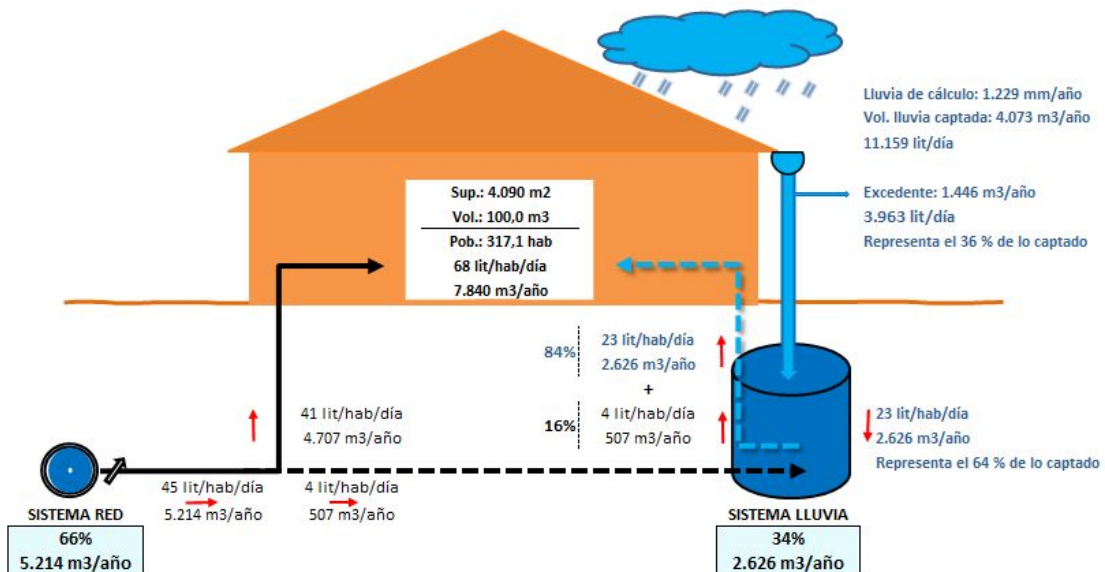 Lluvia de cálculo: 1.229 mm/año
Vol. lluvia captada: 4.073 m3/año
11.159 lit/día
Excedente: 1.446 m3/año
3.963 lit/día
Representa el 36 % de lo captado
Sup.: 4.090 m2
Vol.: 100,0 m3
Pob.: 317,1 hab
68 lit/hab/día
7.840 m3/año
84%
23 lit/hab/día
2.626 m3/año
+
16%
4 lit/hab/día
507 m3/año
41 lit/hab/día
4.707 m3/año
23 lit/hab/día
2.626 m3/año
Representa el 64 % de lo captado
45 lit/hab/día
5.214 m3/año
4 lit/hab/día
507 m3/año
SISTEMA RED
66%
5.214 m3/año
SISTEMA LLUVIA
34%
2.626 m3/año